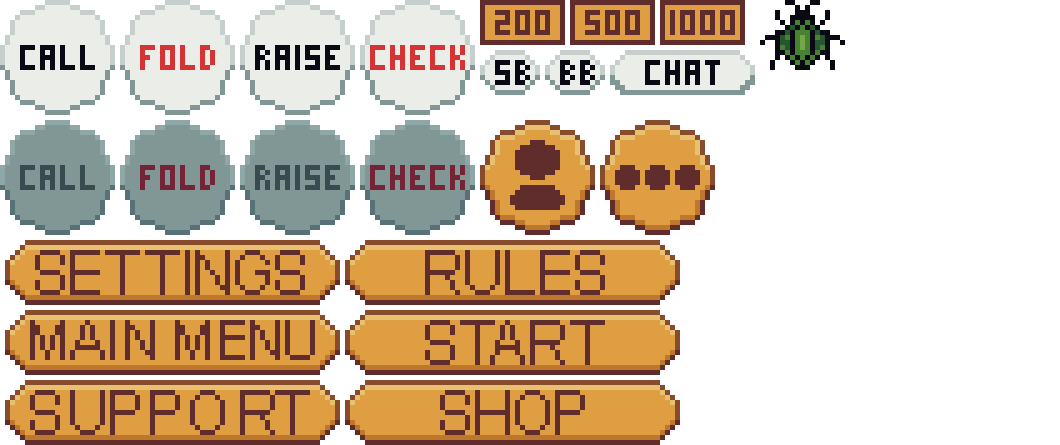 CALL FOLD RAISE CHECK 200 500 1000
SB BB CHAT
CALL FOLD RAISE CHECK
SETTINGS RULES
MAIN MENU START
SUPPORT SHOP